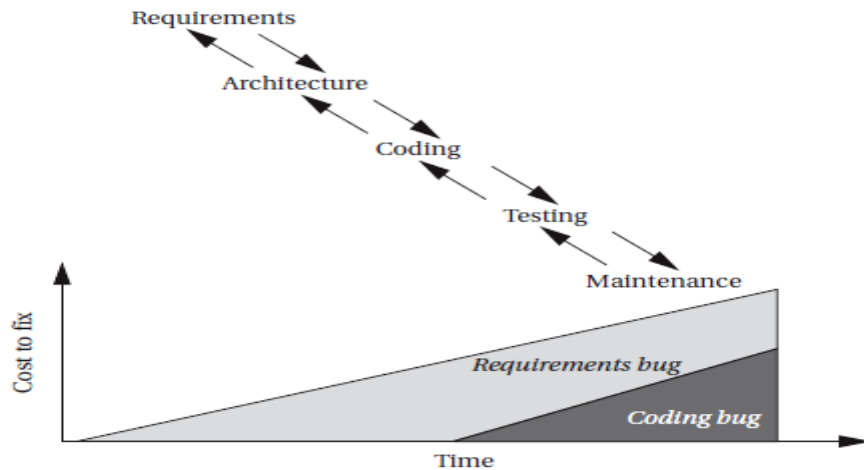 Requirements
Architecture
Coding
Testing
Maintenance
Cost to fix
Requirements bug
Coding bug
Time